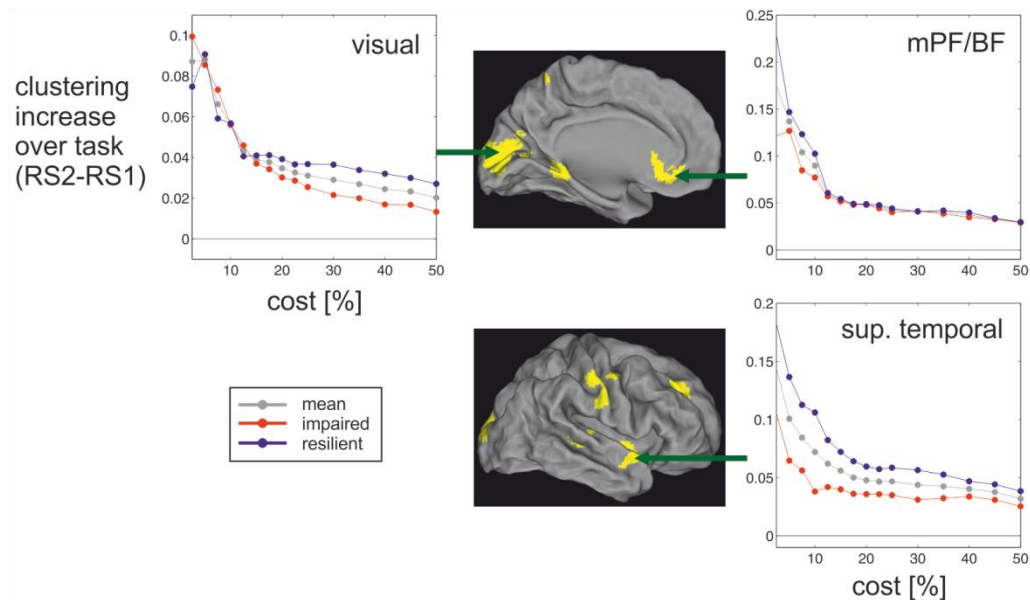 clustering
increase
over task
(RS2-RS1)
visual
0.1
0.08
0.06
0.04
0.02
0
10 20 30 40 50
cost [%]
mPF/BF
0.25
0.2
0.15
0.1
0.05
0
10 20 30 40 50
sup. temporal
0.2
0.15
0.1
0.05
0
10 20 30 40 50
cost [%]
mean
impaired
resilient